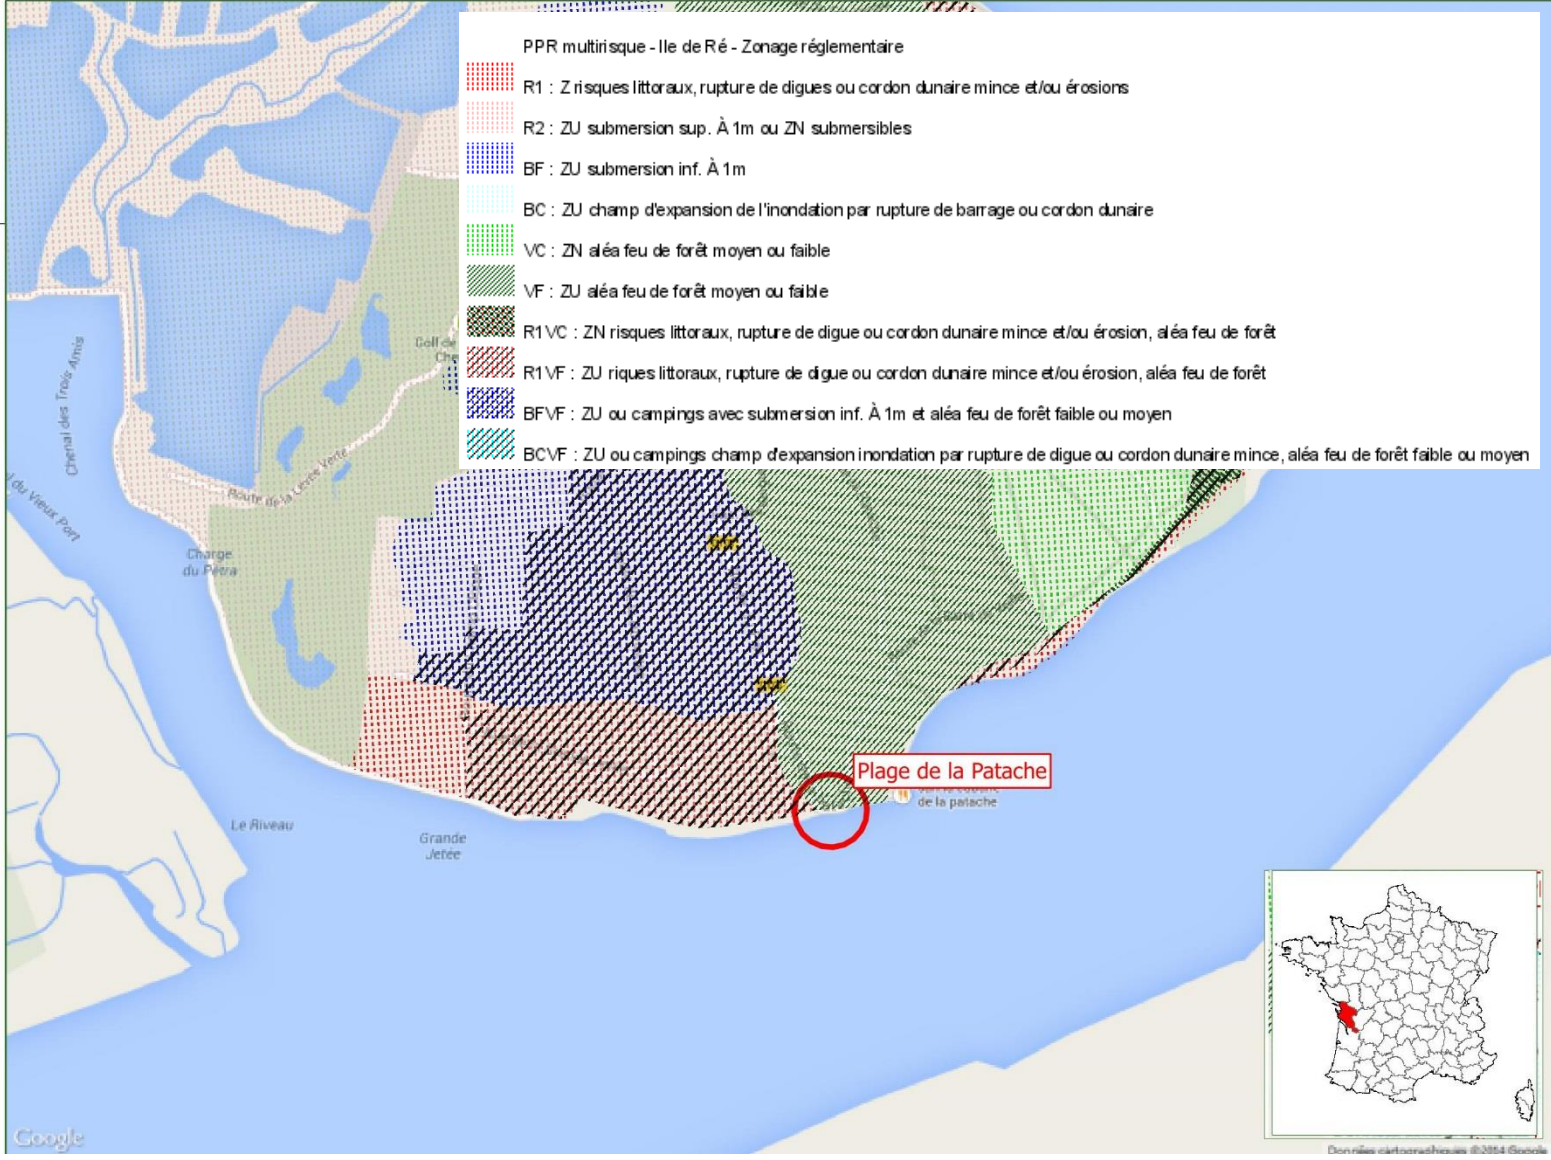 PPR multirisque - Ile de Ré - Zonage réglementaire
R1 : Z risques littoraux, rupture de digues ou cordon dunaire mince et/ou érosions
R2 : ZU submersion sup. À 1m ou ZN submersibles
BF : ZU submersion inf. À 1m
BC : ZU champ d'expansion de l'inondation par rupture de barrage ou cordon dunaire
VC : ZN aléa feu de forêt moyen ou faible
VF : ZU aléa feu de forêt moyen ou faible
R1VC : ZN risques littoraux, rupture de digue ou cordon dunaire mince et/ou érosion, aléa feu de forêt
R1VF : ZU riques littoraux, rupture de digue ou cordon dunaire mince et/ou érosion, aléa feu de forêt
BFVF : ZU ou campings avec submersion inf. À 1m et aléa feu de forêt faible ou moyen
BCVF : ZU ou campings champ d'expansion inondation par rupture de digue ou cordon dunaire mince, aléa feu de forêt faible ou moyen
Golf de
Chenal des Trois Amis
Route de la Levée Verte
du Vieux Port
Charge
du Pétra
Plage de la Patache
de la patache
Le Riveau
Grande
Jetée
Google
Données cartographiques ©2014 Google